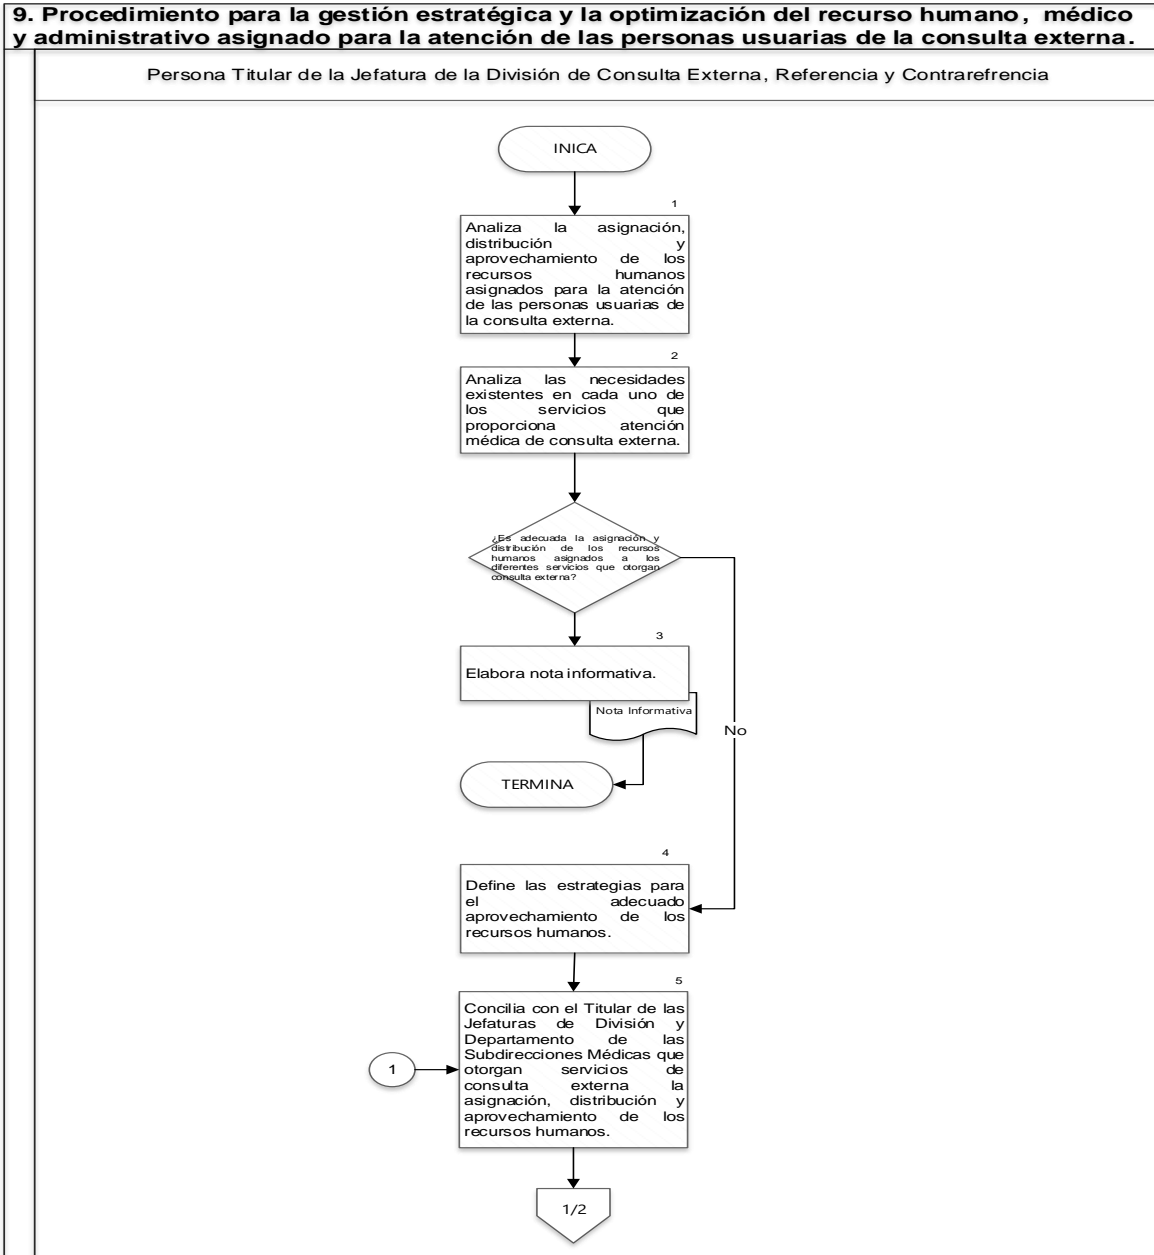 9. Procedimiento para la gestión estratégica y la optimización del recurso humano, médico
y administrativo asignado para la atención de las personas usuarias de la consulta externa.
Persona Titular de la Jefatura de la División de Consulta Externa, Referencia y Contrarefrencia
INICA
1
Analiza la asignación,
distribución y
aprovechamiento de los
recursos humanos
asignados para la atención
de las personas usuarias de
la consulta externa.
2
Analiza las necesidades
existentes en cada uno de
los servicios que
proporciona atención
médica de consulta externa.
¿Es adecuada la asignación y
distribución de los recursos
humanos asignados a los
diferentes servicios que otorgan
consulta externa?
3
Elabora nota informativa.
Nota Informativa
No
TERMINA
4
Define las estrategias para
el adecuado
aprovechamiento de los
recursos humanos.
5
Concilia con el Titular de las
Jefaturas de División y
Departamento de las
Subdirecciones Médicas que
otorgan servicios de
consulta externa la
asignación, distribución y
aprovechamiento de los
recursos humanos.
1
1/2